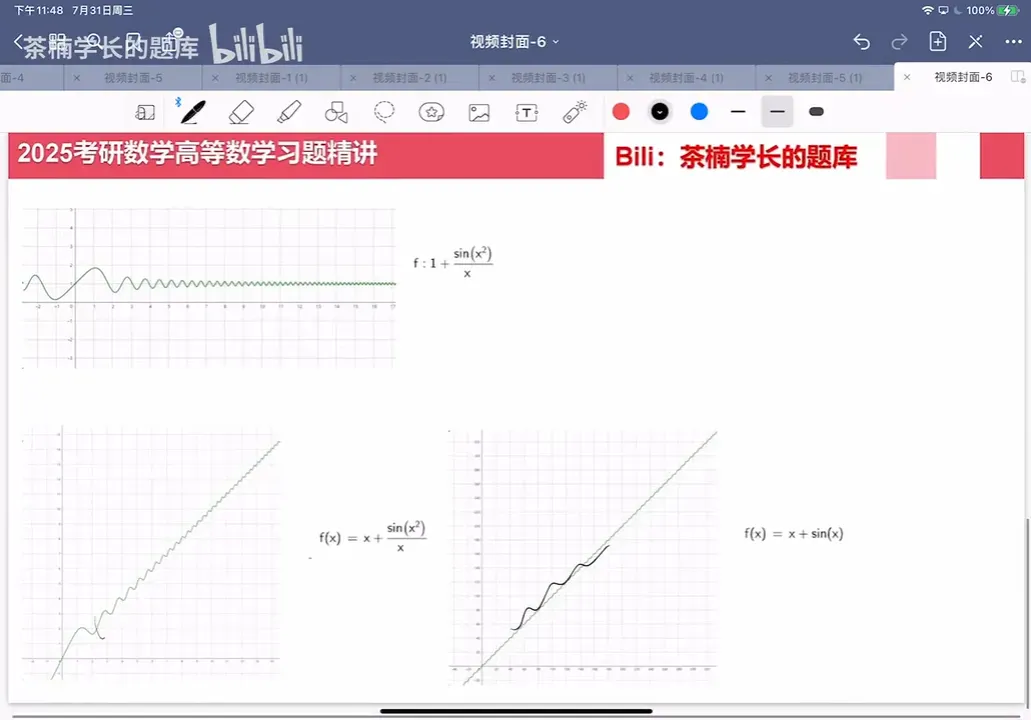 下午11:48 7月31日周三
100%
茶楠学长的题库 bilibili
视频封面-6
面-4
视频封面-5
视频封面-1 (1)
视频封面-2 (1)
视频封面-3 (1)
视频封面-4 (1)
视频封面-5 (1)
视频封面-6
2025考研数学高等数学习题精讲
Bili：茶楠学长的题库
f : 1 + sin(x²)/x
f(x) = x + sin(x²)/x
f(x) = x + sin(x)